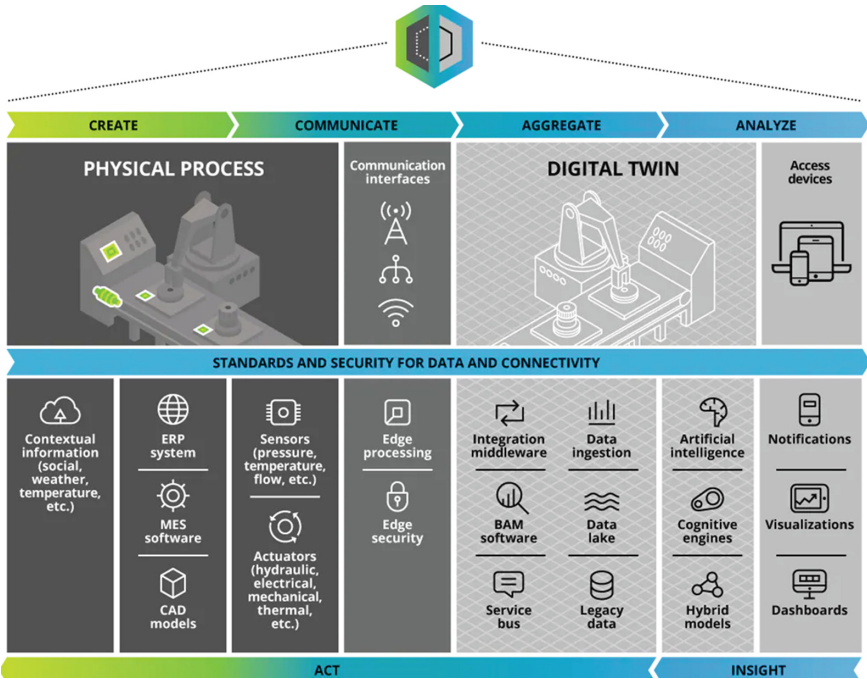 CREATE
COMMUNICATE
AGGREGATE
ANALYZE
PHYSICAL PROCESS
Communication
interfaces
DIGITAL TWIN
Access
devices
STANDARDS AND SECURITY FOR DATA AND CONNECTIVITY
Contextual
information
(social,
weather,
temperature,
etc.)
ERP
system
MES
software
CAD
models
Sensors
(pressure,
temperature,
flow, etc.)
Actuators
(hydraulic,
electrical,
mechanical,
thermal,
etc.)
Edge
processing
Edge
security
Integration
middleware
BAM
software
Service
bus
Data
ingestion
Data
lake
Legacy
data
Artificial
intelligence
Cognitive
engines
Hybrid
models
Notifications
Visualizations
Dashboards
ACT
INSIGHT